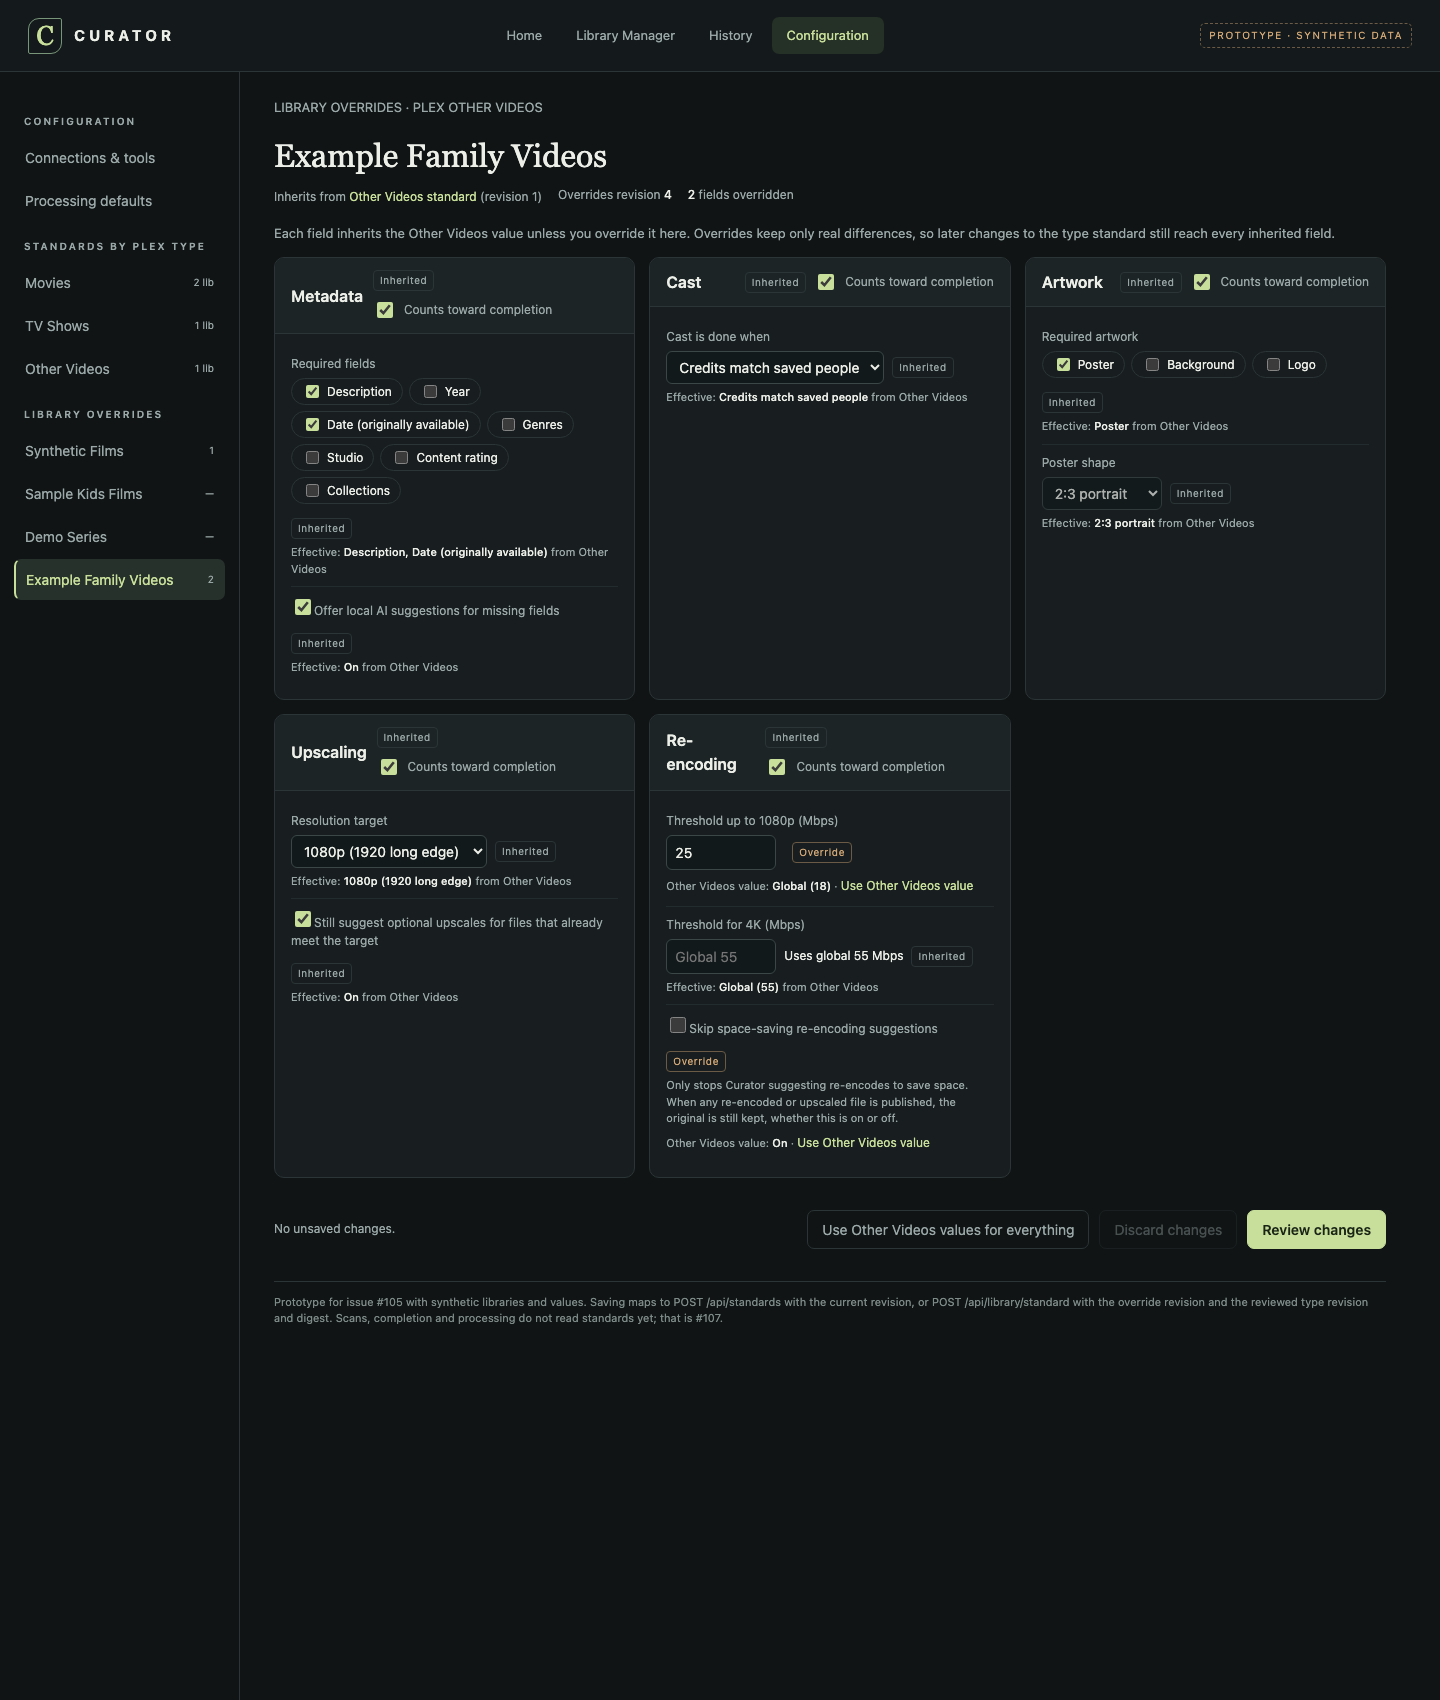 C CURATOR
Home Library Manager History Configuration
PROTOTYPE · SYNTHETIC DATA
CONFIGURATION
Connections & tools
Processing defaults
STANDARDS BY PLEX TYPE
Movies 2 lib
TV Shows 1 lib
Other Videos 1 lib
LIBRARY OVERRIDES
Synthetic Films 1
Sample Kids Films —
Demo Series —
Example Family Videos 2
LIBRARY OVERRIDES · PLEX OTHER VIDEOS
Example Family Videos
Inherits from Other Videos standard (revision 1) Overrides revision 4 2 fields overridden
Each field inherits the Other Videos value unless you override it here. Overrides keep only real differences, so later changes to the type standard still reach every inherited field.
Metadata
Inherited
Counts toward completion
Required fields
Description Year
Date (originally available) Genres
Studio Content rating
Collections
Inherited
Effective: Description, Date (originally available) from Other
Videos
Offer local AI suggestions for missing fields
Inherited
Effective: On from Other Videos
Cast Inherited Counts toward completion
Cast is done when
Credits match saved people Inherited
Effective: Credits match saved people from Other Videos
Artwork Inherited Counts toward completion
Required artwork
Poster Background Logo
Inherited
Effective: Poster from Other Videos
Poster shape
2:3 portrait Inherited
Effective: 2:3 portrait from Other Videos
Upscaling
Inherited
Counts toward completion
Resolution target
1080p (1920 long edge) Inherited
Effective: 1080p (1920 long edge) from Other Videos
Still suggest optional upscales for files that already
meet the target
Inherited
Effective: On from Other Videos
Re-
encoding
Inherited
Counts toward completion
Threshold up to 1080p (Mbps)
25 Override
Other Videos value: Global (18) · Use Other Videos value
Threshold for 4K (Mbps)
Global 55 Uses global 55 Mbps Inherited
Effective: Global (55) from Other Videos
Skip space-saving re-encoding suggestions
Override
Only stops Curator suggesting re-encodes to save space.
When any re-encoded or upscaled file is published, the
original is still kept, whether this is on or off.
Other Videos value: On · Use Other Videos value
No unsaved changes.
Use Other Videos values for everything Discard changes Review changes
Prototype for issue #105 with synthetic libraries and values. Saving maps to POST /api/standards with the current revision, or POST /api/library/standard with the override revision and the reviewed type revision
and digest. Scans, completion and processing do not read standards yet; that is #107.